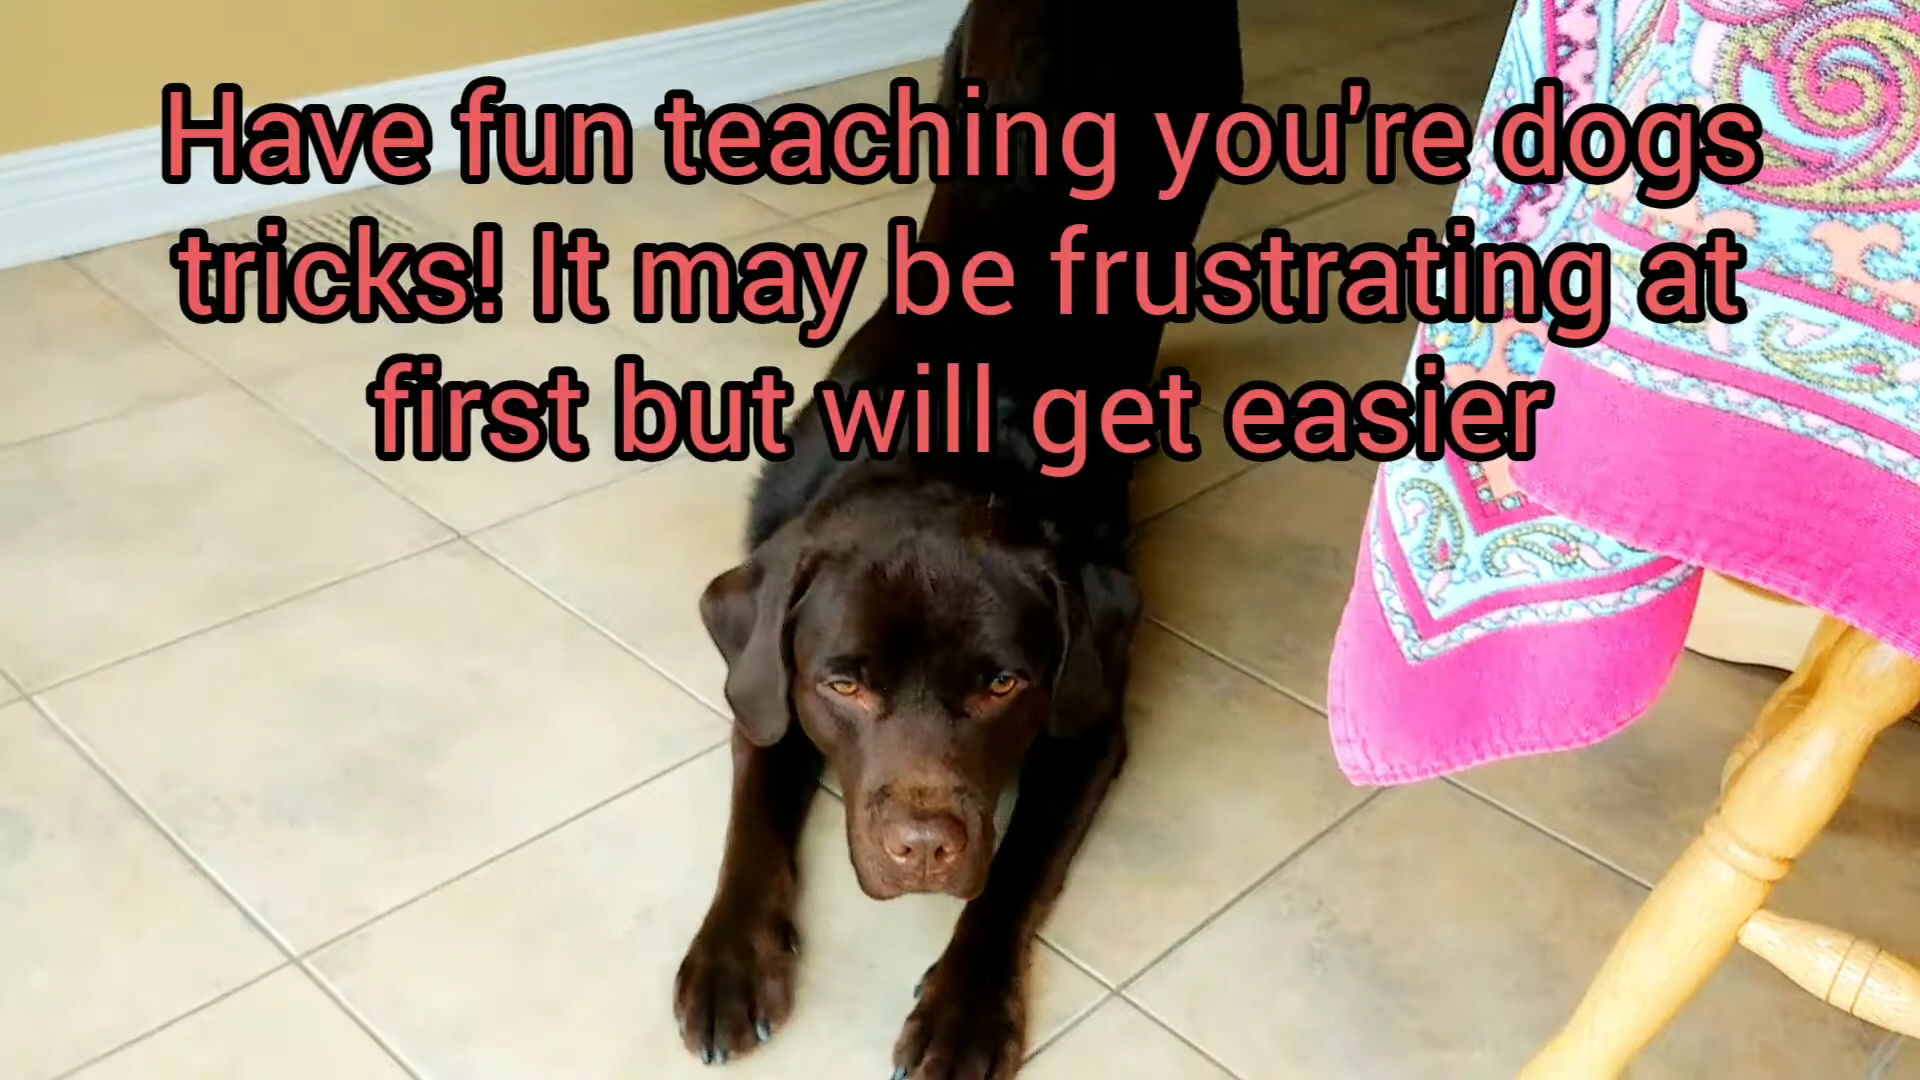 Have fun teaching you're dogs
tricks! It may be frustrating at
first but will get easier